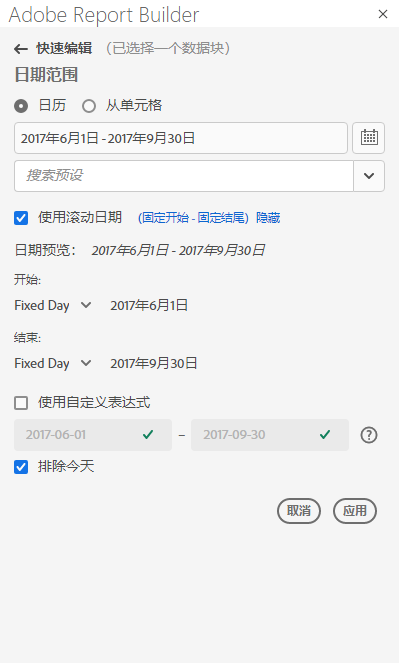 Adobe Report Builder
快速编辑 （已选择一个数据块）
日期范围
日历 从单元格
2017年6月1日 - 2017年9月30日
搜索预设
使用滚动日期 (固定开始 - 固定结尾) 隐藏
日期预览： 2017年6月1日 - 2017年9月30日
开始:
Fixed Day 2017年6月1日
结束:
Fixed Day 2017年9月30日
使用自定义表达式
2017-06-01 – 2017-09-30
排除今天
取消 应用